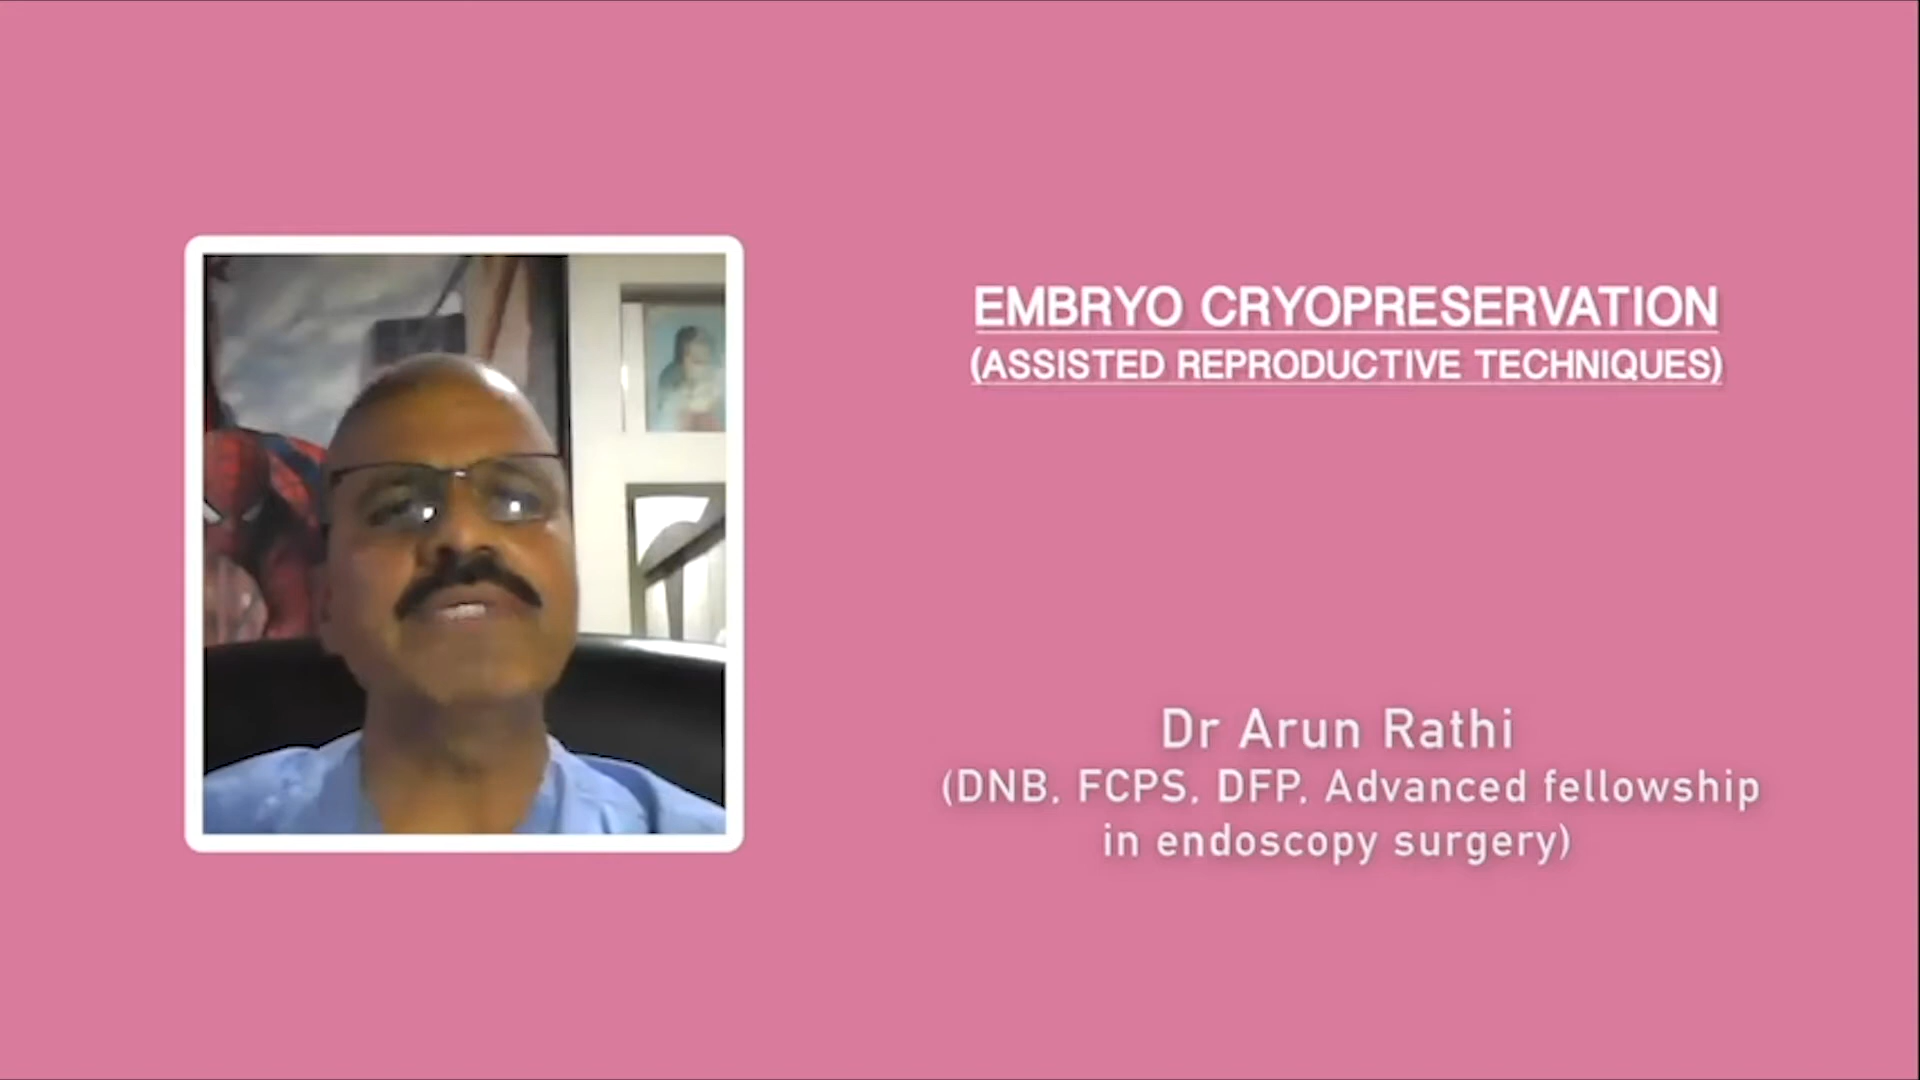 EMBRYO CRYOPRESERVATION
(ASSISTED REPRODUCTIVE TECHNIQUES)
Dr Arun Rathi
(DNB, FCPS, DFP, Advanced fellowship
in endoscopy surgery)